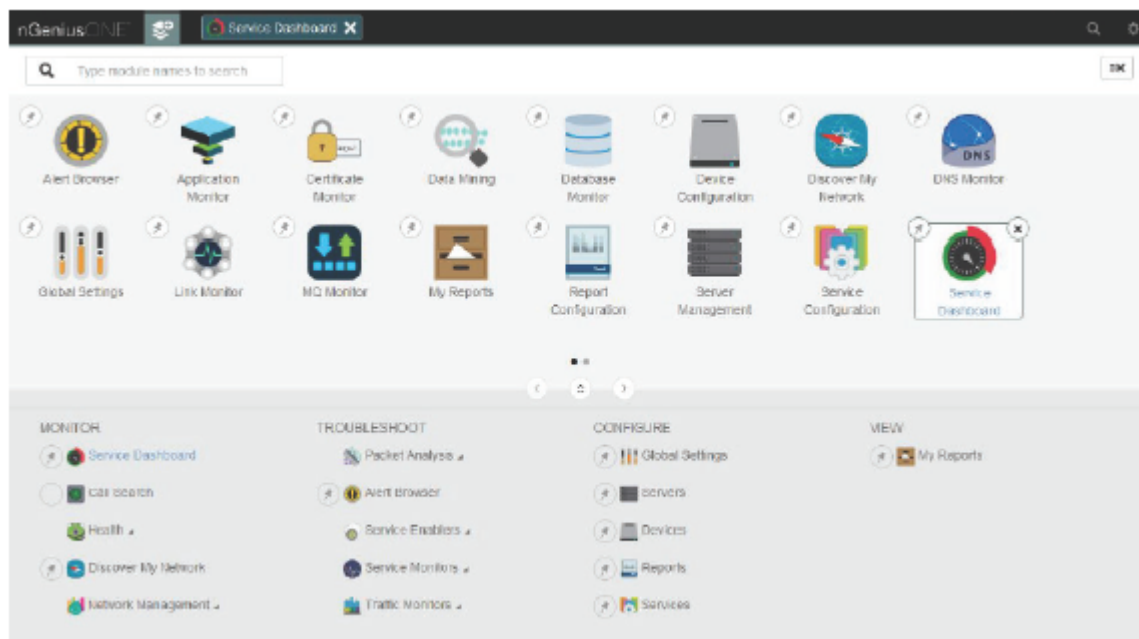 nGeniusONE
Service Dashboard
Type module names to search
Alert Browser
Application
Monitor
Certificate
Monitor
Data Mining
Database
Monitor
Device
Configuration
Discover My
Network
DNS
DNS Monitor
Global Settings
Link Monitor
MQ Monitor
My Reports
Report
Configuration
Server
Management
Service
Configuration
Service
Dashboard
MONITOR
Service Dashboard
Call Search
Health
Discover My Network
Network Management
TROUBLESHOOT
Packet Analysis
Alert Browser
Service Enablers
Service Monitors
Traffic Monitors
CONFIGURE
Global Settings
Servers
Devices
Reports
Services
VIEW
My Reports